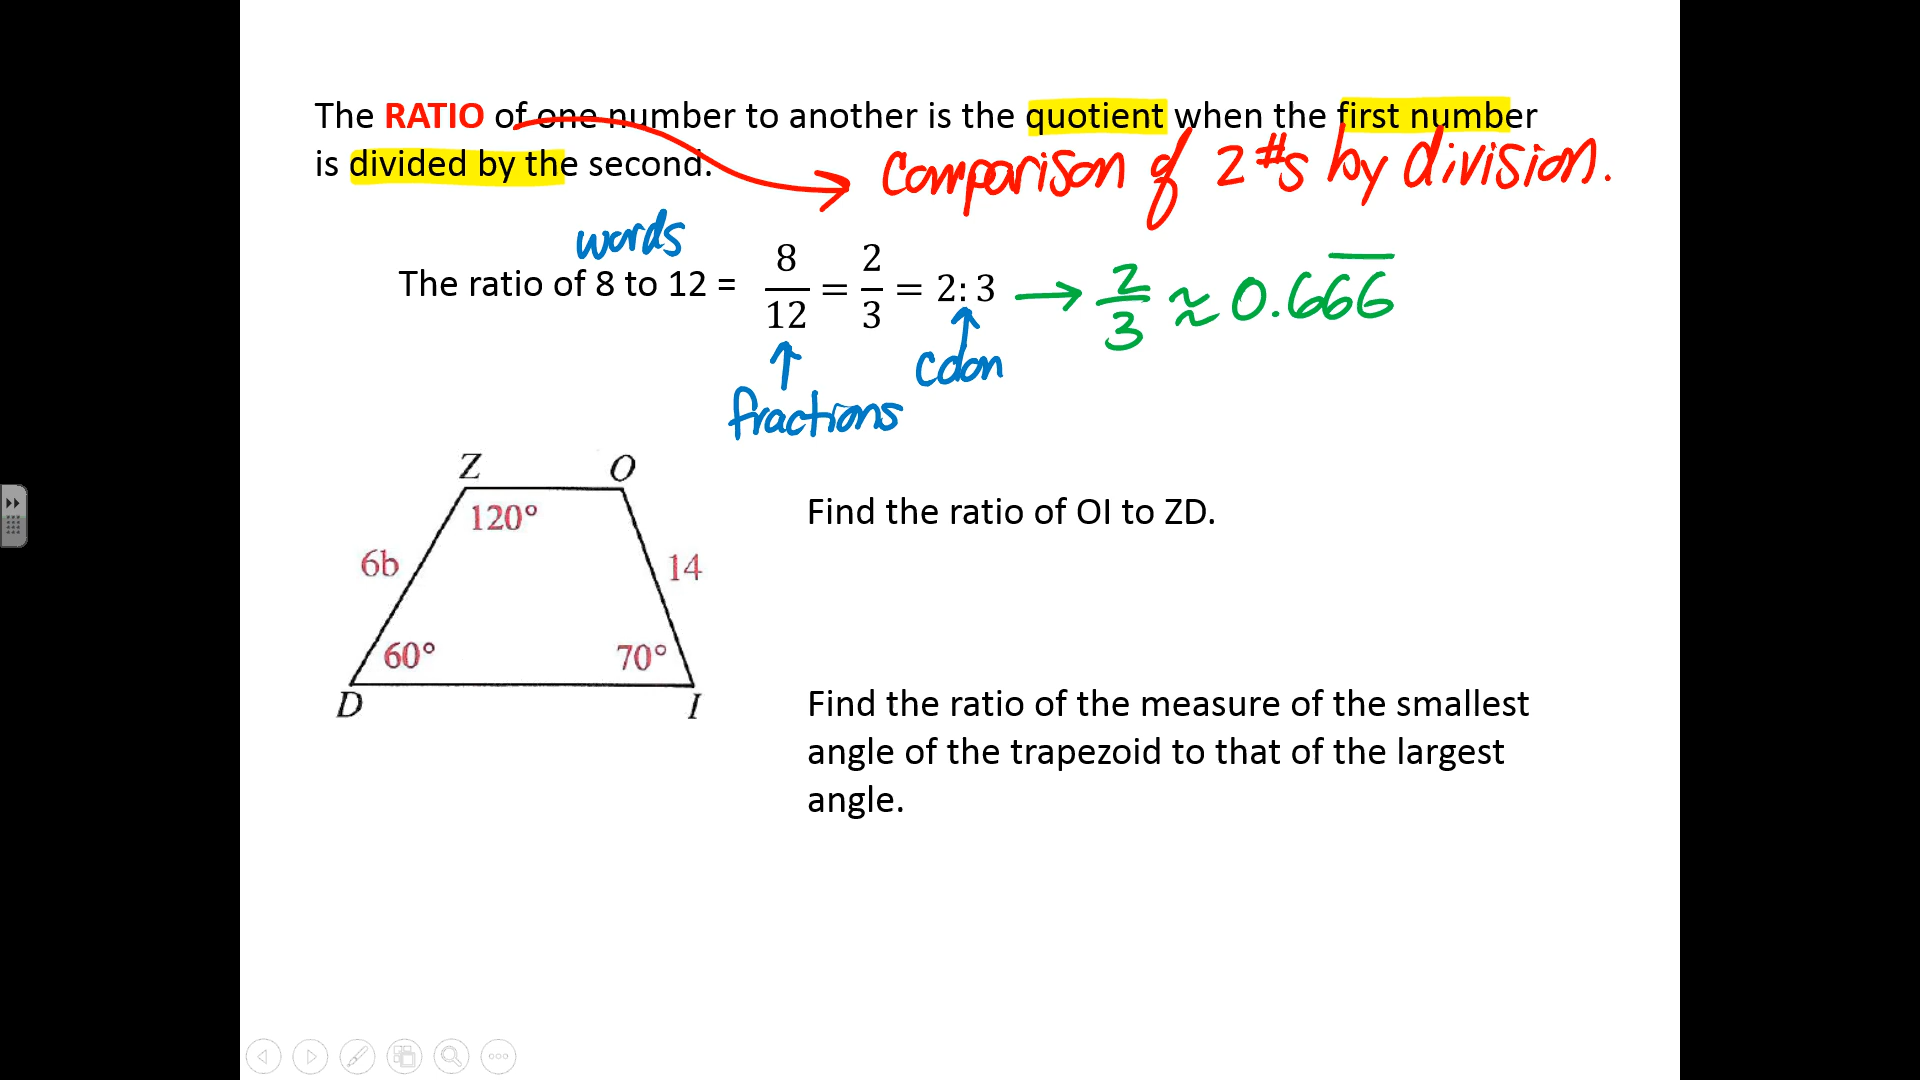 The RATIO of one number to another is the quotient when the first number
is divided by the second.
Comparison of 2 #s by division.
words
The ratio of 8 to 12 = 8/12 = 2/3 = 2:3 → 2/3 ≈ 0.666̅
fractions
colon
Z O
120°
6b
14
60°
70°
D I
Find the ratio of OI to ZD.
Find the ratio of the measure of the smallest
angle of the trapezoid to that of the largest
angle.